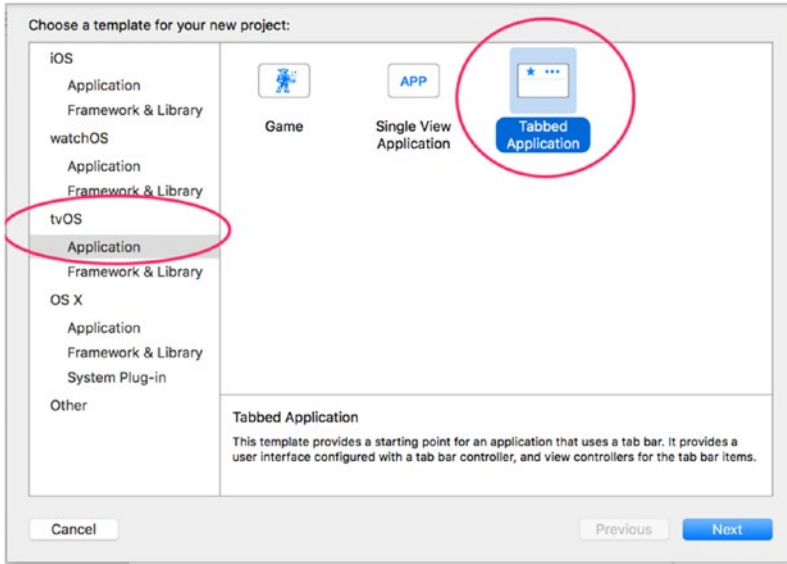 Choose a template for your new project:
iOS
Application
Framework & Library
watchOS
Application
Framework & Library
tvOS
Application
Framework & Library
OS X
Application
Framework & Library
System Plug-in
Other
Game
APP
Single View
Application
Tabbed
Application
Tabbed Application
This template provides a starting point for an application that uses a tab bar. It provides a
user interface configured with a tab bar controller, and view controllers for the tab bar items.
Cancel
Previous
Next